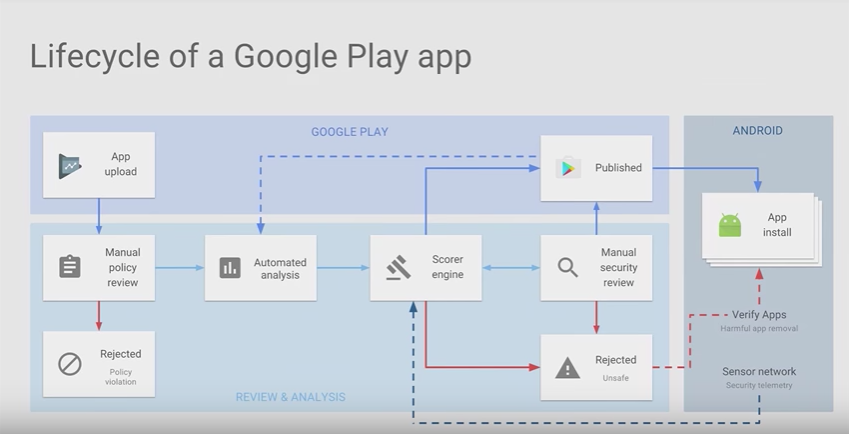 Lifecycle of a Google Play app
GOOGLE PLAY
ANDROID
App
upload
Published
App
install
Manual
policy
review
Automated
analysis
Scorer
engine
Manual
security
review
Rejected
Policy
violation
Rejected
Unsafe
Verify Apps
Harmful app removal
Sensor network
Security telemetry
REVIEW & ANALYSIS